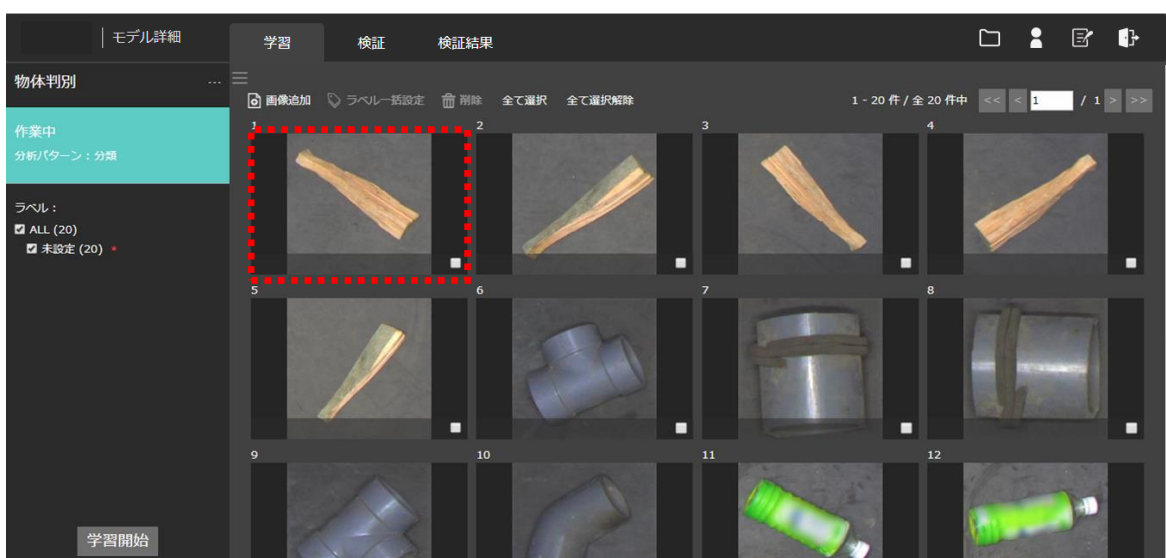 モデル詳細
学習 検証 検証結果
物体判別 ...
作業中
分析パターン：分類
ラベル：
ALL (20)
未設定 (20) *
学習開始
画像追加 ラベル一括設定 削除 全て選択 全て選択解除 1 - 20 件 / 全 20 件中 << < 1 / 1 > >>
1 2 3 4
5 6 7 8
9 10 11 12